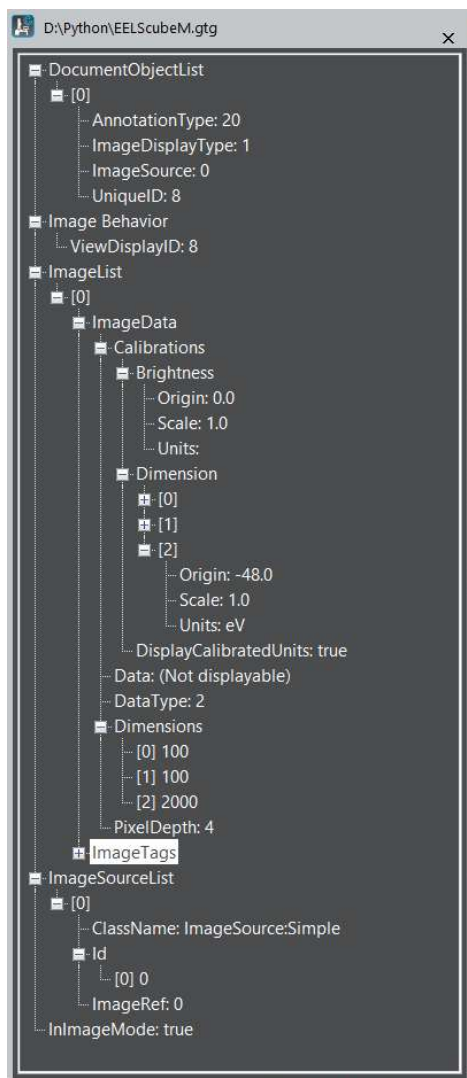 D:\Python\EELScubeM.gtg
DocumentObjectList
[0]
AnnotationType: 20
ImageDisplayType: 1
ImageSource: 0
UniqueID: 8
Image Behavior
ViewDisplayID: 8
ImageList
[0]
ImageData
Calibrations
Brightness
Origin: 0.0
Scale: 1.0
Units:
Dimension
[0]
[1]
[2]
Origin: -48.0
Scale: 1.0
Units: eV
DisplayCalibratedUnits: true
Data: (Not displayable)
DataType: 2
Dimensions
[0] 100
[1] 100
[2] 2000
PixelDepth: 4
ImageTags
ImageSourceList
[0]
ClassName: ImageSource:Simple
Id
[0] 0
ImageRef: 0
InImageMode: true